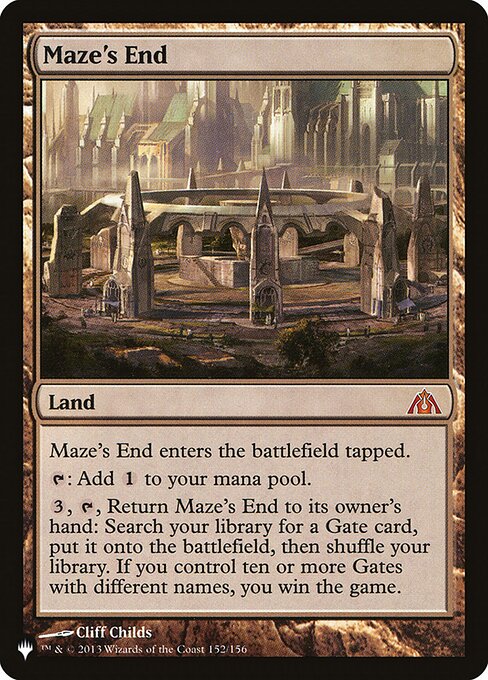 Maze's End
Land
Maze's End enters the battlefield tapped.
: Add 1 to your mana pool.
3, , Return Maze's End to its owner's
hand: Search your library for a Gate card,
put it onto the battlefield, then shuffle your
library. If you control ten or more Gates
with different names, you win the game.
Cliff Childs
™ & © 2013 Wizards of the Coast 152/156